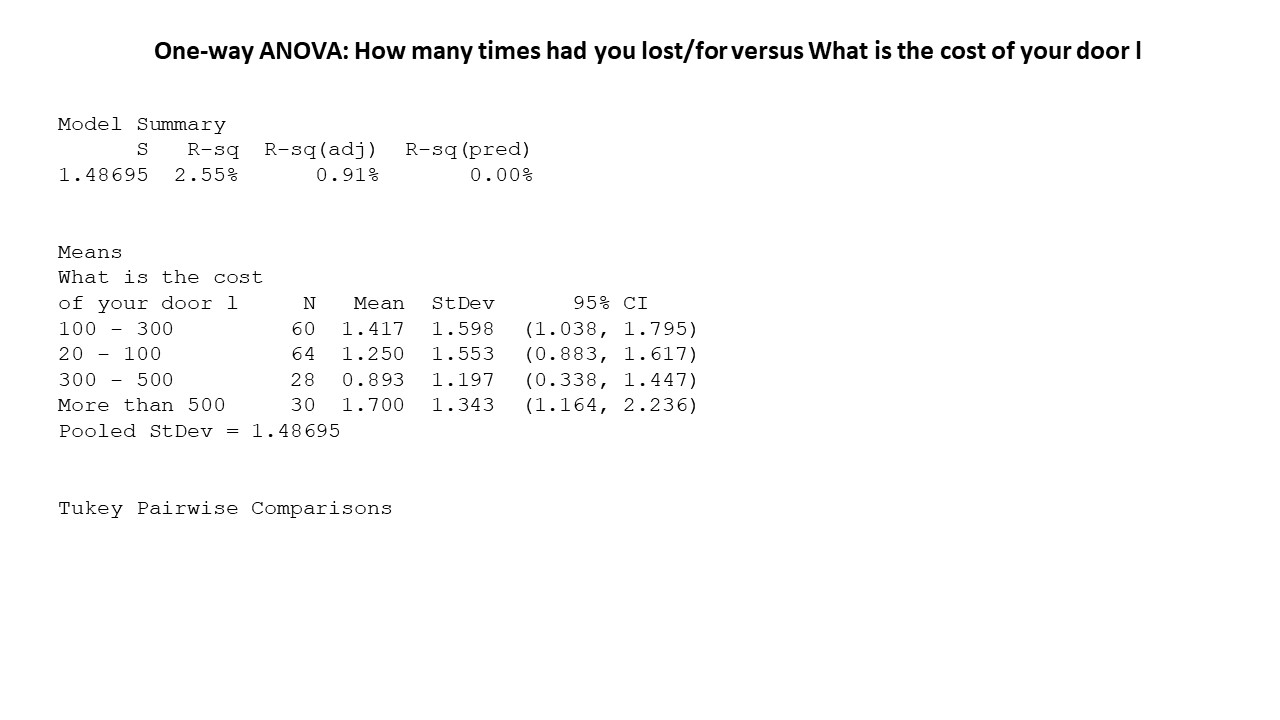 One-way ANOVA: How many times had you lost/for versus What is the cost of your door l
Model Summary
S R-sq R-sq(adj) R-sq(pred)
1.48695 2.55% 0.91% 0.00%
Means
What is the cost
of your door l N Mean StDev 95% CI
100 - 300 60 1.417 1.598 (1.038, 1.795)
20 - 100 64 1.250 1.553 (0.883, 1.617)
300 - 500 28 0.893 1.197 (0.338, 1.447)
More than 500 30 1.700 1.343 (1.164, 2.236)
Pooled StDev = 1.48695
Tukey Pairwise Comparisons